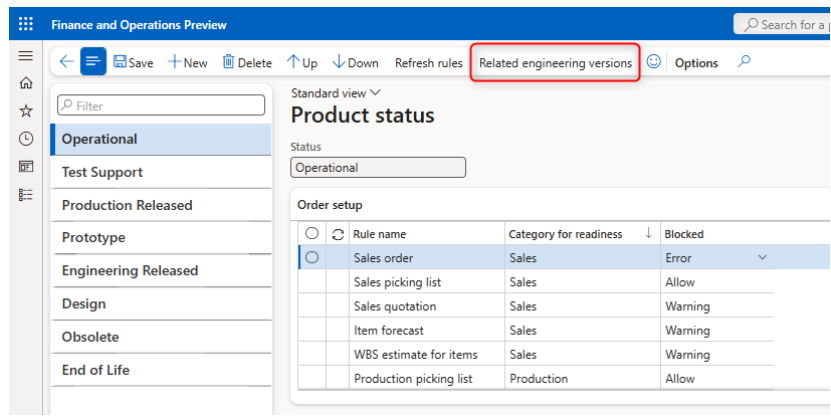 Finance and Operations Preview
Search for a
Save New Delete Up Down Refresh rules Related engineering versions Options
Filter
Operational
Test Support
Production Released
Prototype
Engineering Released
Design
Obsolete
End of Life
Standard view
Product status
Status
Operational
Order setup
Rule name Category for readiness Blocked
Sales order Sales Error
Sales picking list Sales Allow
Sales quotation Sales Warning
Item forecast Sales Warning
WBS estimate for items Sales Warning
Production picking list Production Allow